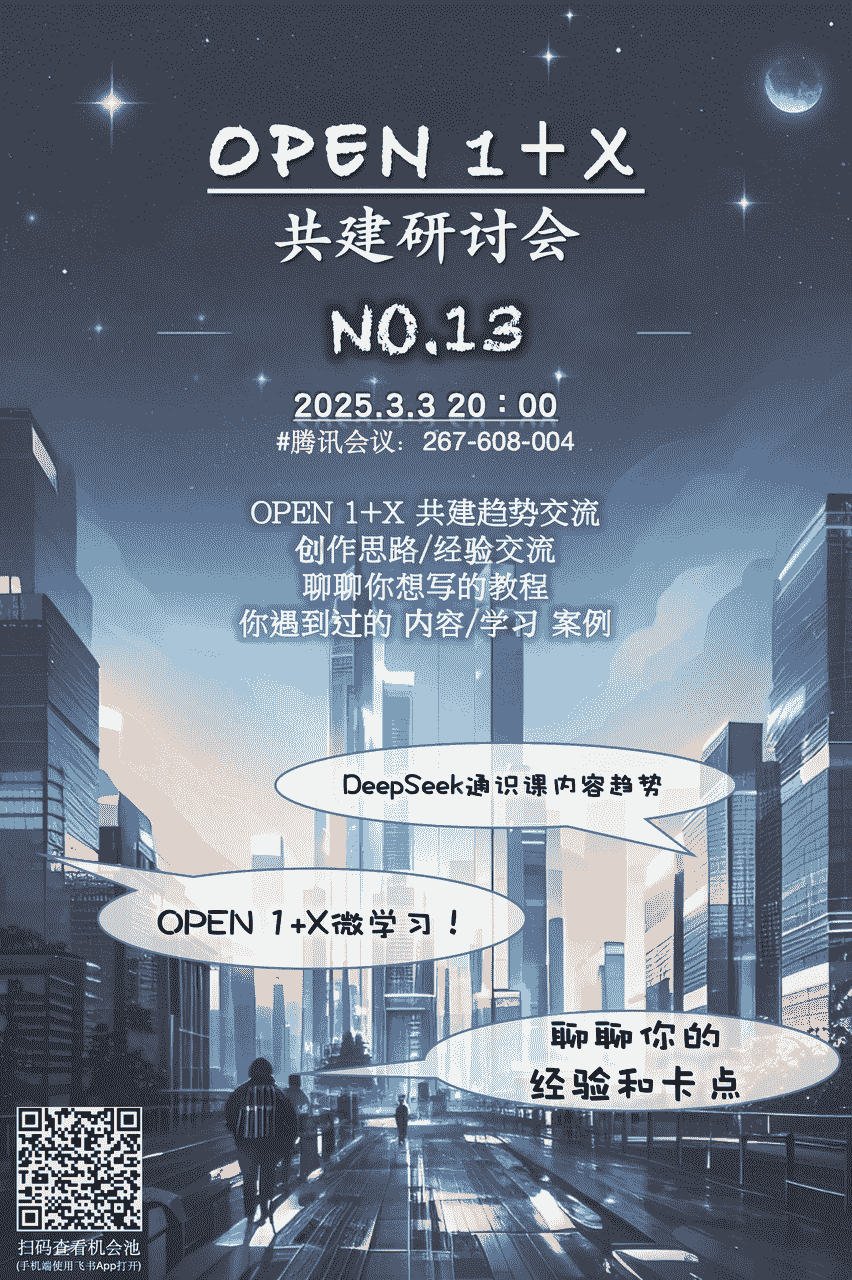 OPEN 1+X
共建研讨会
NO.13
2025.3.3 20：00
#腾讯会议：267-608-004
OPEN 1+X 共建趋势交流
创作思路/经验交流
聊聊你想写的教程
你遇到过的 内容/学习 案例
DeepSeek通识课内容趋势
OPEN 1+X微学习！
聊聊你的
经验和卡点
扫码查看机会池
(手机端使用飞书App打开)